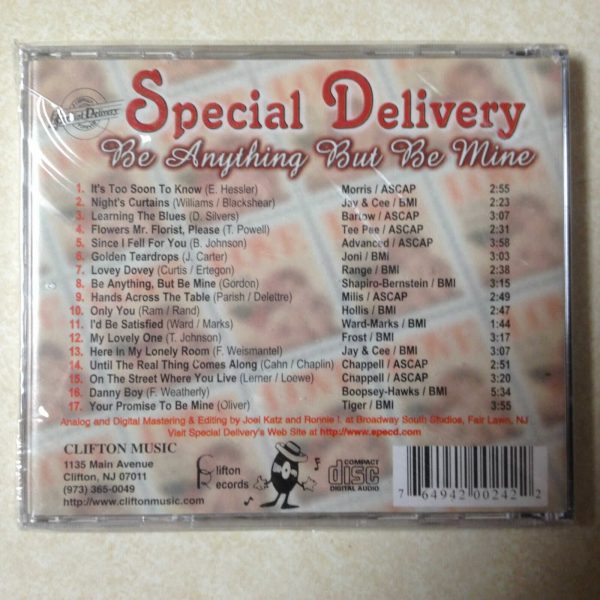 Special Delivery
Special Delivery
Be Anything But Be Mine
1. It's Too Soon To Know (E. Hessler) Morris / ASCAP 2:55
2. Night's Curtains (Williams / Blackshear) Jay & Cee / BMI 2:23
3. Learning The Blues (D. Silvers) Bartow / ASCAP 3:07
4. Flowers Mr. Florist, Please (T. Powell) Tee Pee / ASCAP 2:31
5. Since I Fell For You (B. Johnson) Advanced / ASCAP 3:58
6. Golden Teardrops (J. Carter) Joni / BMi 3:03
7. Lovey Dovey (Curtis / Ertegon) Range / BMI 2:38
8. Be Anything, But Be Mine (Gordon) Shapiro-Bernstein / BMI 3:15
9. Hands Across The Table (Parish / Delettre) Milis / ASCAP 2:49
10. Only You (Ram / Rand) Hollis / BMI 2:47
11. I'd Be Satisfied (Ward / Marks) Ward-Marks / BMI 1:44
12. My Lovely One (T. Johnson) Frost / BMI 3:17
13. Here In My Lonely Room (F. Weismantel) Jay & Cee / BMI 3:07
14. Until The Real Thing Comes Along (Cahn / Chaplin) Chappell / ASCAP 2:51
15. On The Street Where You Live (Lerner / Loewe) Chappell / ASCAP 3:20
16. Danny Boy (F. Weatherly) Boopsey-Hawks / BMI 5:34
17. Your Promise To Be Mine (Oliver) Tiger / BMI 3:55
Analog and Digital Mastering & Editing by Joel Katz and Ronnie I. at Broadway South Studios, Fair Lawn, NJ
Visit Special Delivery's Web Site at http://www.epecd.com
CLIFTON MUSIC
1135 Main Avenue
Clifton, NJ 07011
(973) 365-0049
http://www.cliftonmusic.com
Clifton
Records
COMPACT
disc
DIGITAL AUDIO
7 64942 00242 2